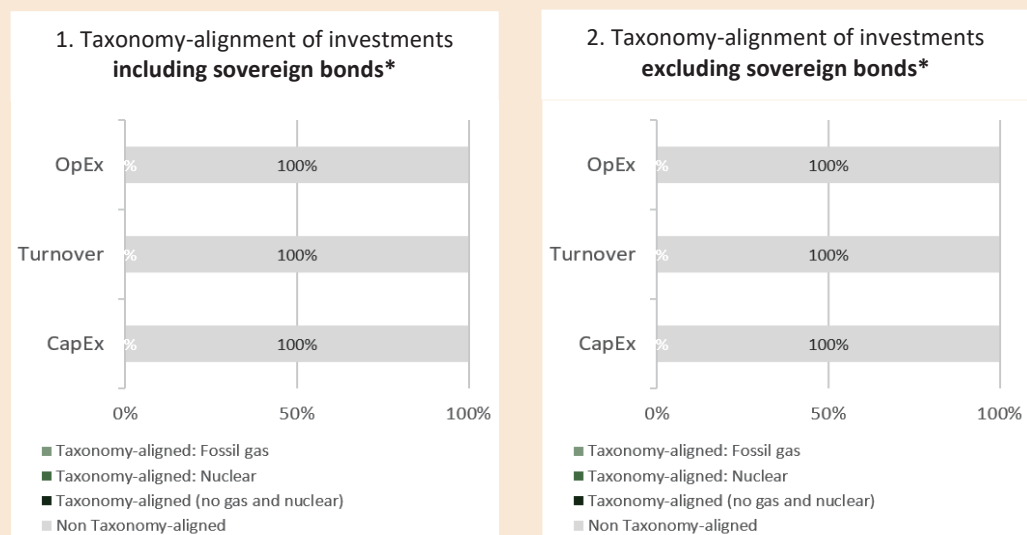 1. Taxonomy-alignment of investments
including sovereign bonds*
OpEx
%
100%
Turnover
%
100%
CapEx
%
100%
0%
50%
100%
Taxonomy-aligned: Fossil gas
Taxonomy-aligned: Nuclear
Taxonomy-aligned (no gas and nuclear)
Non Taxonomy-aligned
2. Taxonomy-alignment of investments
excluding sovereign bonds*
OpEx
%
100%
Turnover
%
100%
CapEx
%
100%
0%
50%
100%
Taxonomy-aligned: Fossil gas
Taxonomy-aligned: Nuclear
Taxonomy-aligned (no gas and nuclear)
Non Taxonomy-aligned